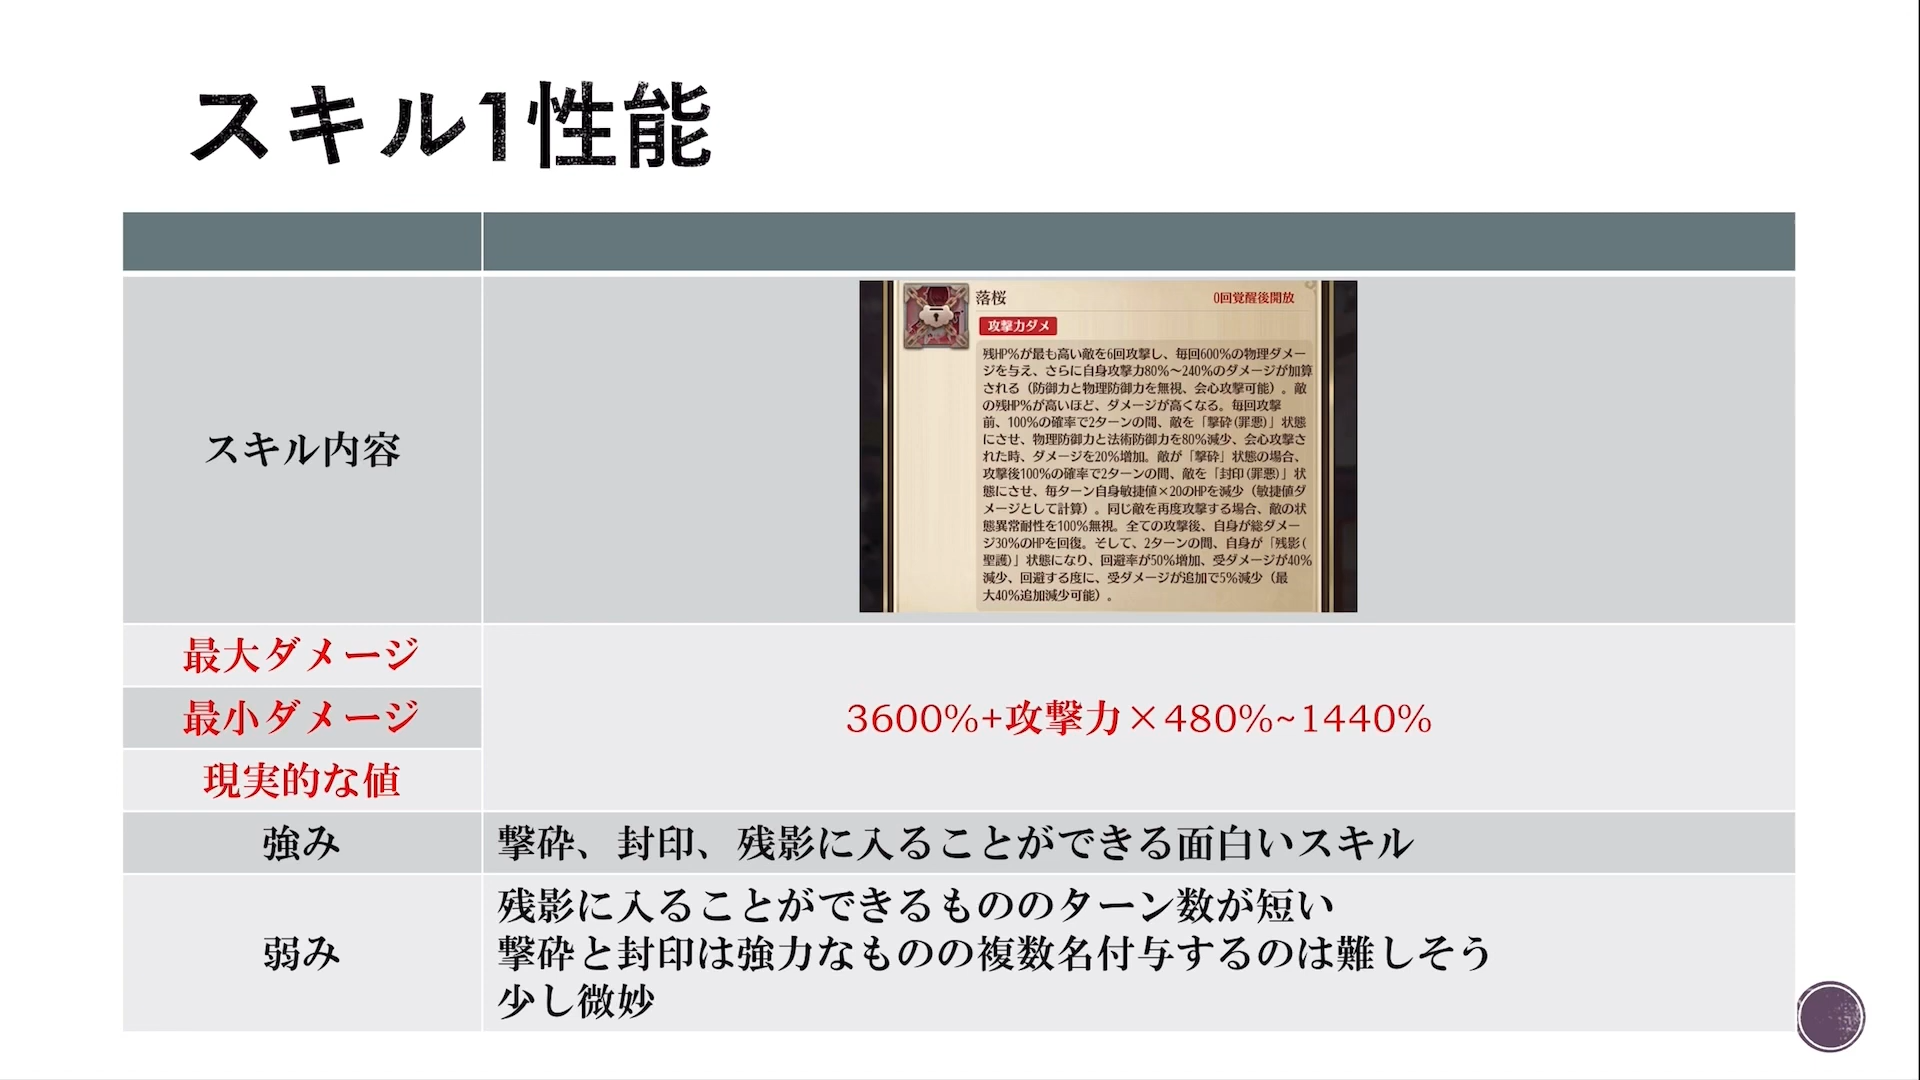 スキル1性能
スキル内容
落桜
0回覚醒後開放
攻撃力ダメ
残HP%が最も高い敵を6回攻撃し、毎回600%の物理ダメー
ジを与え、さらに自身攻撃力80%～240%のダメージが加算
される（防御力と物理防御力を無視、会心攻撃可能）。敵
の残HP%が高いほど、ダメージが高くなる。毎回攻撃
前、100%の確率で2ターンの間、敵を「撃砕(罪悪)」状態
にさせ、物理防御力と法術防御力を80%減少、会心攻撃さ
れた時、ダメージを20%増加。敵が「撃砕」状態の場合、
攻撃後100%の確率で2ターンの間、敵を「封印(罪悪)」状
態にさせ、毎ターン自身敏捷値×20のHPを減少（敏捷値ダ
メージとして計算）。同じ敵を再度攻撃する場合、敵の状
態異常耐性を100%無視。全ての攻撃後、自身が総ダメー
ジ30%のHPを回復。そして、2ターンの間、自身が「残影(
聖護)」状態になり、回避率が50%増加、受ダメージが40%
減少、回避する度に、受ダメージが追加で5%減少（最
大40%追加減少可能）。
最大ダメージ
最小ダメージ
現実的な値
3600%+攻撃力×480%~1440%
強み
撃砕、封印、残影に入ることができる面白いスキル
弱み
残影に入ることができるもののターン数が短い
撃砕と封印は強力なものの複数名付与するのは難しそう
少し微妙